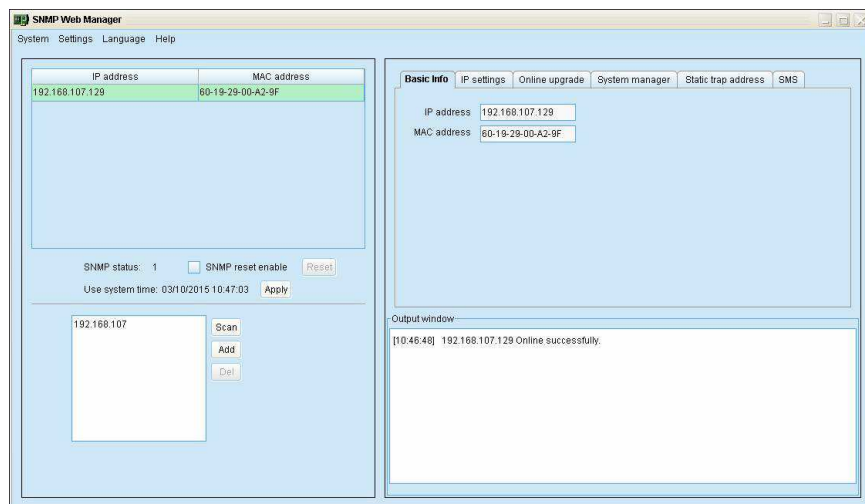 SNMP Web Manager
System Settings Language Help
IP address MAC address
192.168.107.129 60-19-29-00-A2-9F
SNMP status: 1 SNMP reset enable Reset
Use system time: 03/10/2015 10:47:03 Apply
192.168.107
Scan
Add
Del
Basic Info IP settings Online upgrade System manager Static trap address SMS
IP address 192.168.107.129
MAC address 60-19-29-00-A2-9F
Output window
[10:46:48] 192.168.107.129 Online successfully.